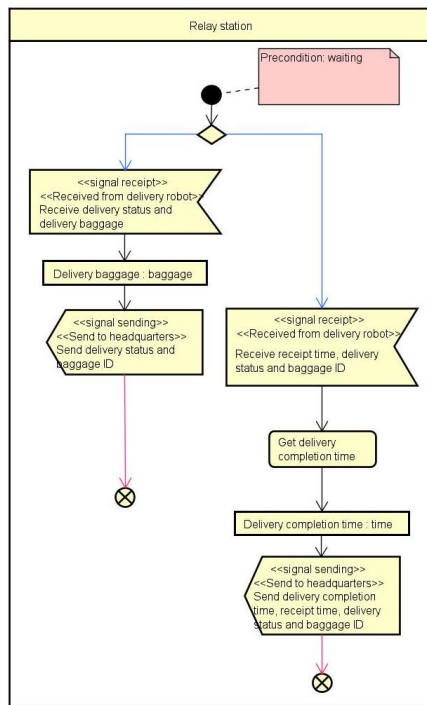 Relay station
Precondition: waiting
<<signal receipt>>
<<Received from delivery robot>>
Receive delivery status and
delivery baggage
Delivery baggage : baggage
<<signal sending>>
<<Send to headquarters>>
Send delivery status and
baggage ID
<<signal receipt>>
<<Received from delivery robot>>
Receive receipt time, delivery
status and baggage ID
Get delivery
completion time
Delivery completion time : time
<<signal sending>>
<<Send to headquarters>>
Send delivery completion
time, receipt time, delivery
status and baggage ID